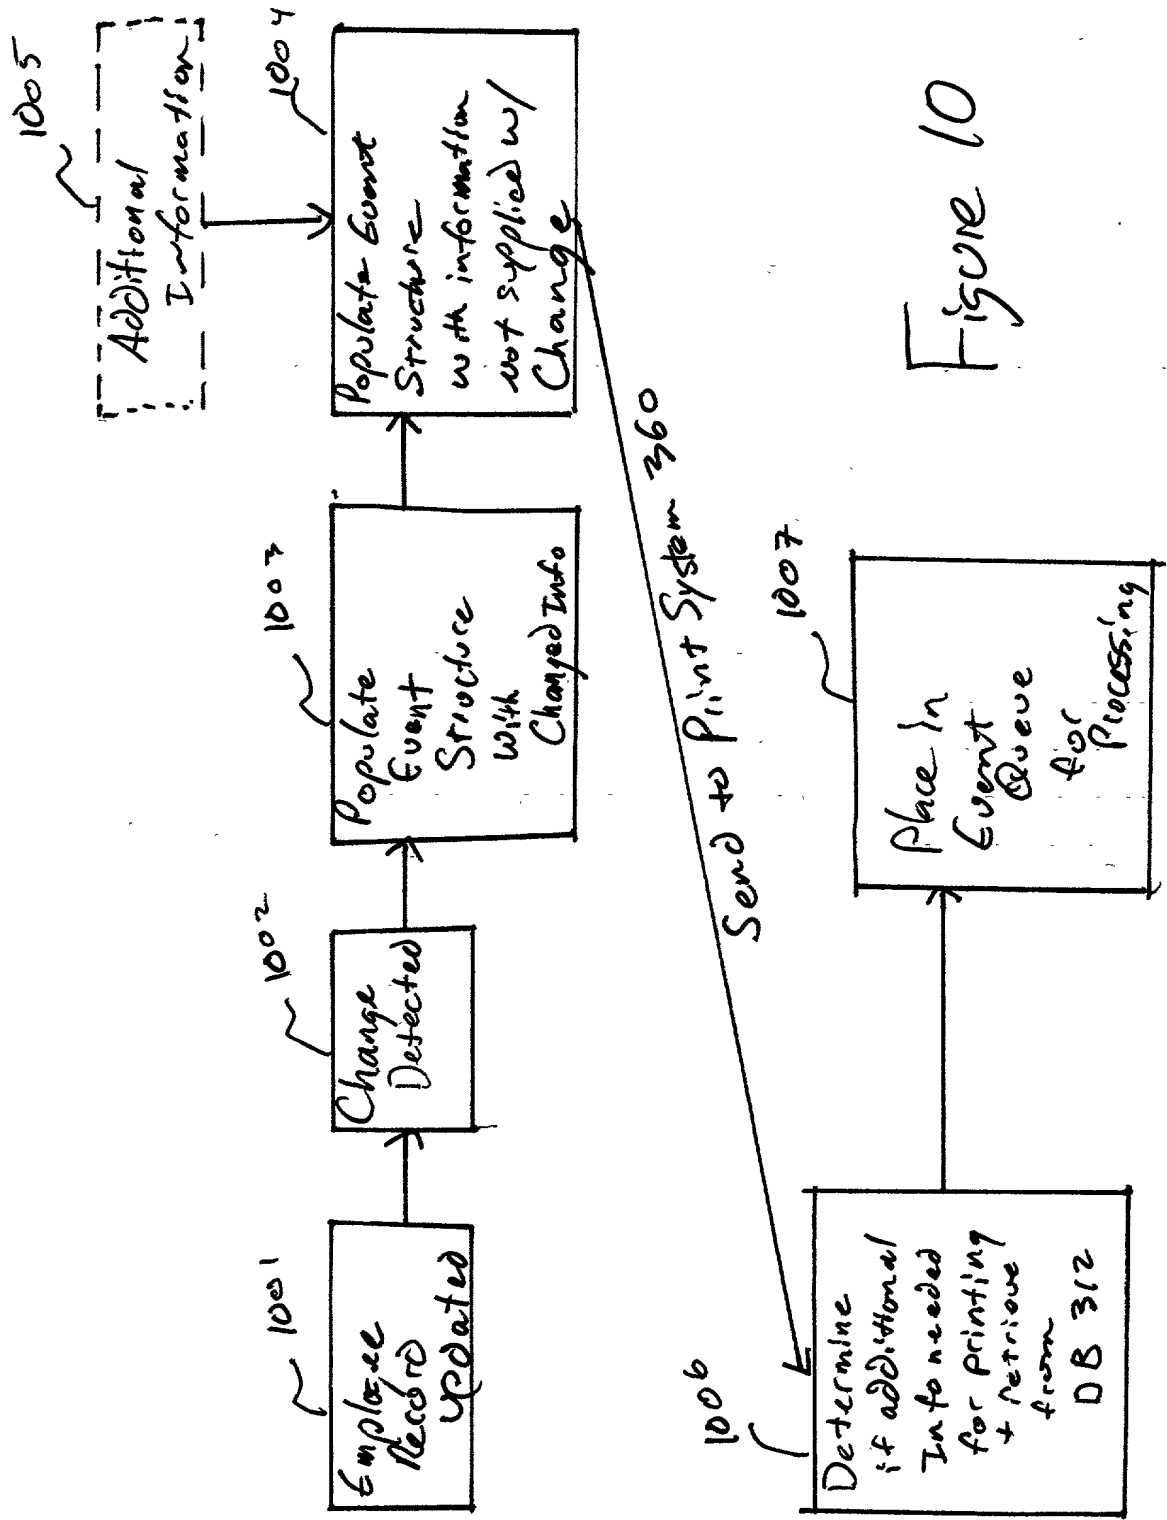 1005
Additional
Information
1001
Employee
Record
updated
1002
Change
Detected
1003
Populate
Event
Structure
With
Changed Info
1004
Populate Event
Structure
with information
not supplied w/
Change
Send to Print System 360
1006
Determine
if additional
Info needed
for printing
+ retrieve
from
DB 312
1007
Place In
Event
Queue
for
Processing
Figure 10